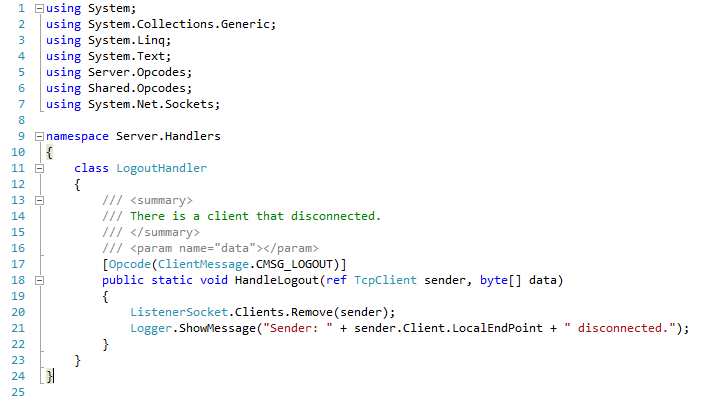 1 using System;
2 using System.Collections.Generic;
3 using System.Linq;
4 using System.Text;
5 using Server.Opcodes;
6 using Shared.Opcodes;
7 using System.Net.Sockets;
8
9 namespace Server.Handlers
10 {
11     class LogoutHandler
12     {
13         /// <summary>
14         /// There is a client that disconnected.
15         /// </summary>
16         /// <param name="data"></param>
17         [Opcode(ClientMessage.CMSG_LOGOUT)]
18         public static void HandleLogout(ref TcpClient sender, byte[] data)
19         {
20             ListenerSocket.Clients.Remove(sender);
21             Logger.ShowMessage("Sender: " + sender.Client.LocalEndPoint + " disconnected.");
22         }
23     }
24 }
25